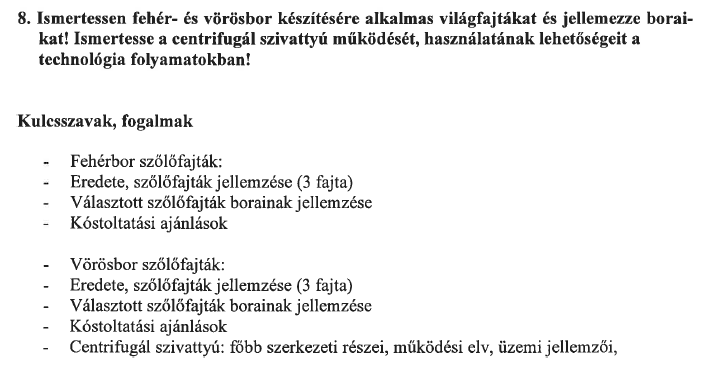 8. Ismertessen fehér- és vörösbor készítésére alkalmas világfajtákat és jellemezze borai-
kat! Ismertesse a centrifugál szivattyú működését, használatának lehetőségeit a
technológia folyamatokban!
Kulcsszavak, fogalmak
- Fehérbor szőlőfajták:
- Eredete, szőlőfajták jellemzése (3 fajta)
- Választott szőlőfajták borainak jellemzése
- Kóstoltatási ajánlások
- Vörösbor szőlőfajták:
- Eredete, szőlőfajták jellemzése (3 fajta)
- Választott szőlőfajták borainak jellemzése
- Kóstoltatási ajánlások
- Centrifugál szivattyú: főbb szerkezeti részei, működési elv, üzemi jellemzői,